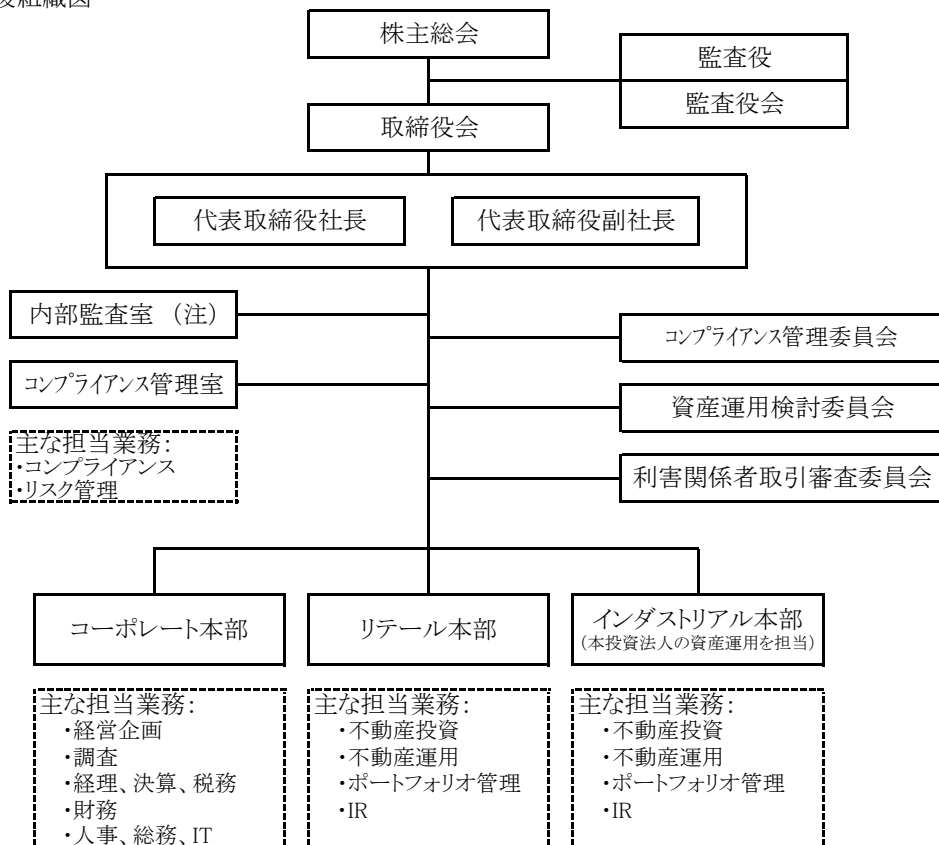 後組織図
株主総会
監査役
監査役会
取締役会
代表取締役社長
代表取締役副社長
内部監査室 （注）
コンプライアンス管理委員会
コンプライアンス管理室
資産運用検討委員会
主な担当業務：
・コンプライアンス
・リスク管理
利害関係者取引審査委員会
コーポレート本部
リテール本部
インダストリアル本部
（本投資法人の資産運用を担当）
主な担当業務：
・経営企画
・調査
・経理、決算、税務
・財務
・人事、総務、IT
主な担当業務：
・不動産投資
・不動産運用
・ポートフォリオ管理
・IR
主な担当業務：
・不動産投資
・不動産運用
・ポートフォリオ管理
・IR